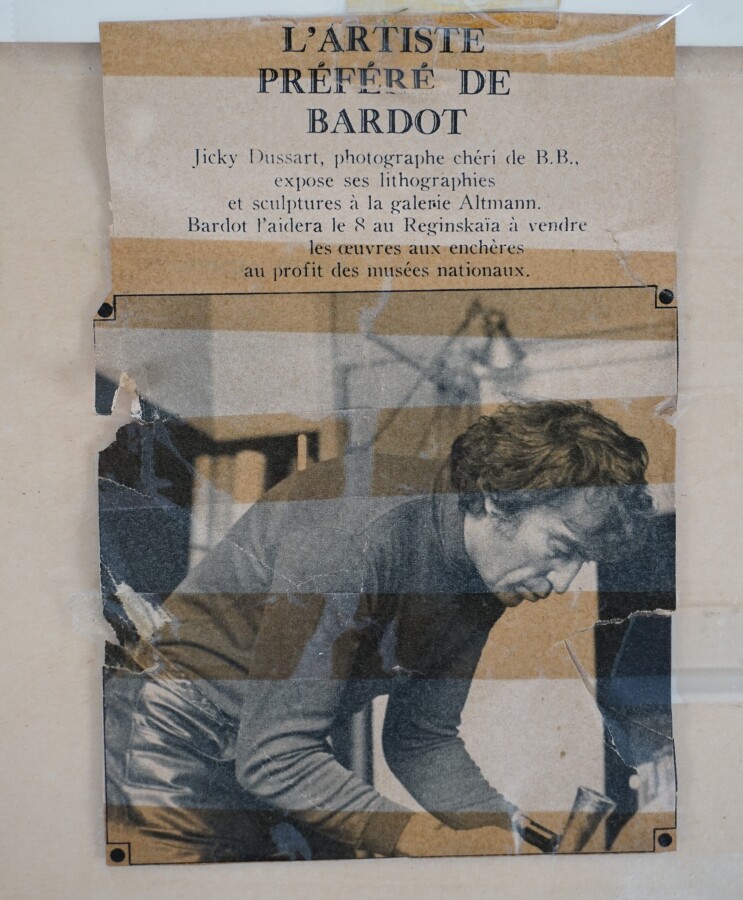 L'ARTISTE
PRÉFÉRÉ DE
BARDOT
Jicky Dussart, photographe chéri de B.B.,
expose ses lithographies
et sculptures à la galerie Altmann.
Bardot l'aidera le 8 au Reginskaïa à vendre
les œuvres aux enchères
au profit des musées nationaux.